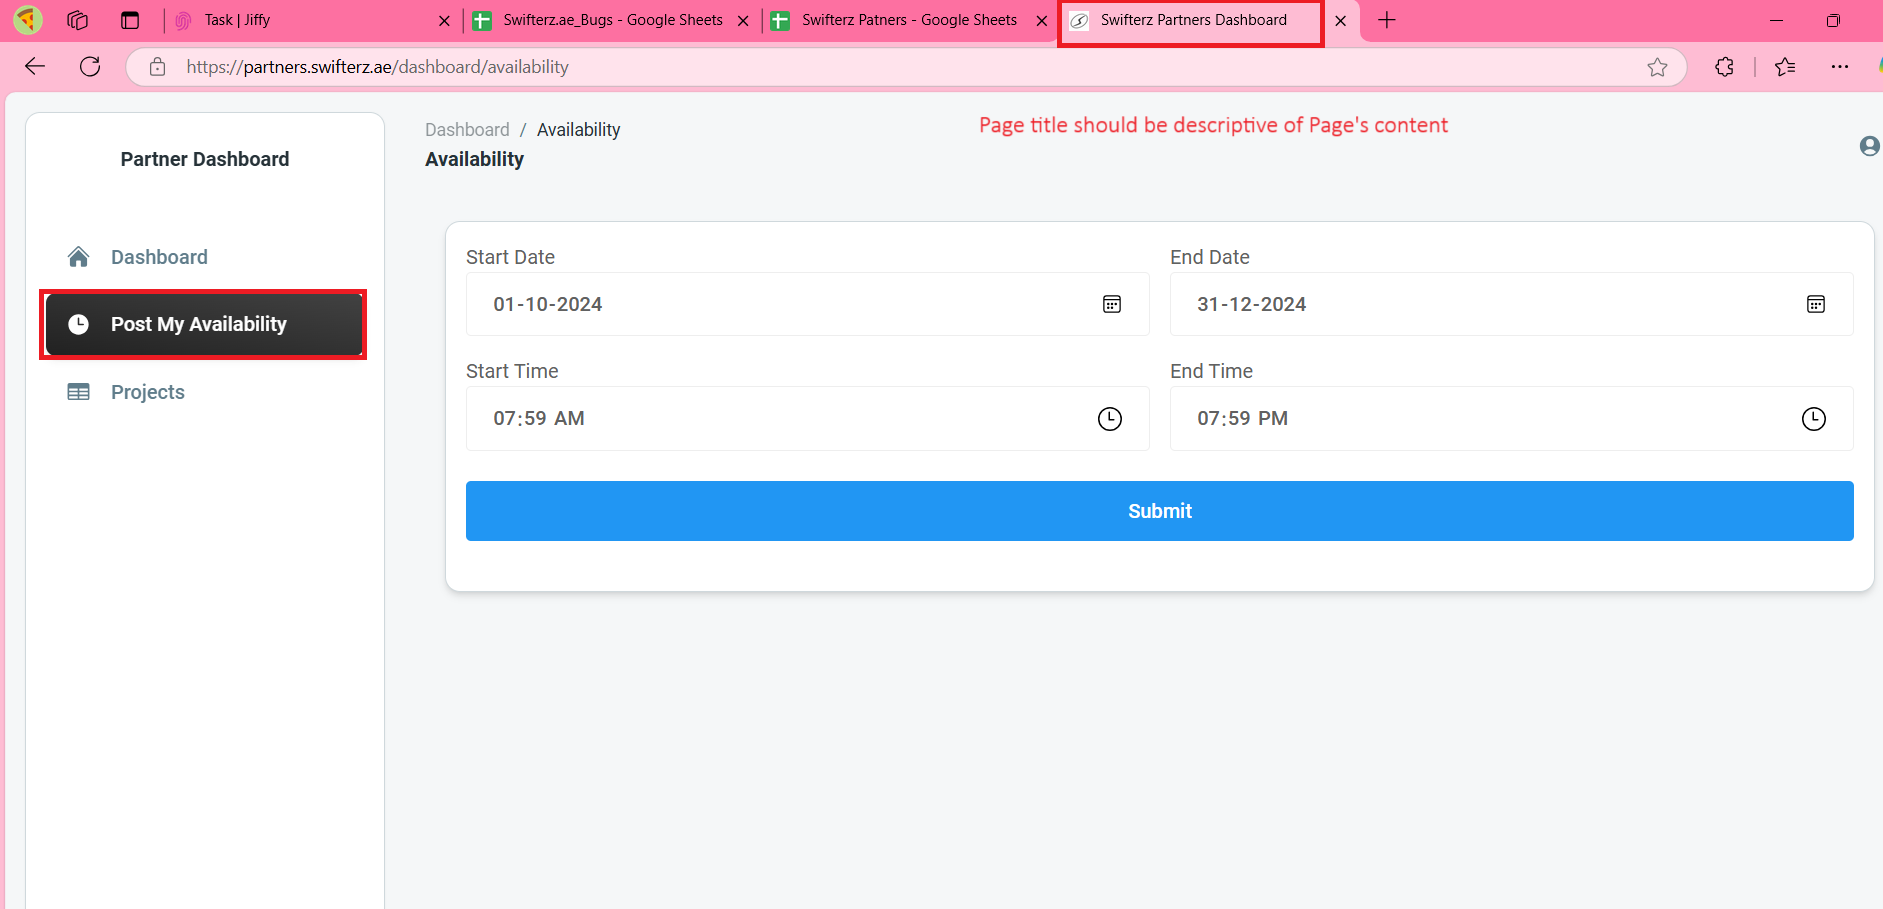 Task | Jiffy
Swifterz.ae_Bugs - Google Sheets
Swifterz Patners - Google Sheets
Swifterz Partners Dashboard
https://partners.swifterz.ae/dashboard/availability
Partner Dashboard
Dashboard
Post My Availability
Projects
Dashboard / Availability
Availability
Page title should be descriptive of Page's content
Start Date
01-10-2024
End Date
31-12-2024
Start Time
07:59 AM
End Time
07:59 PM
Submit